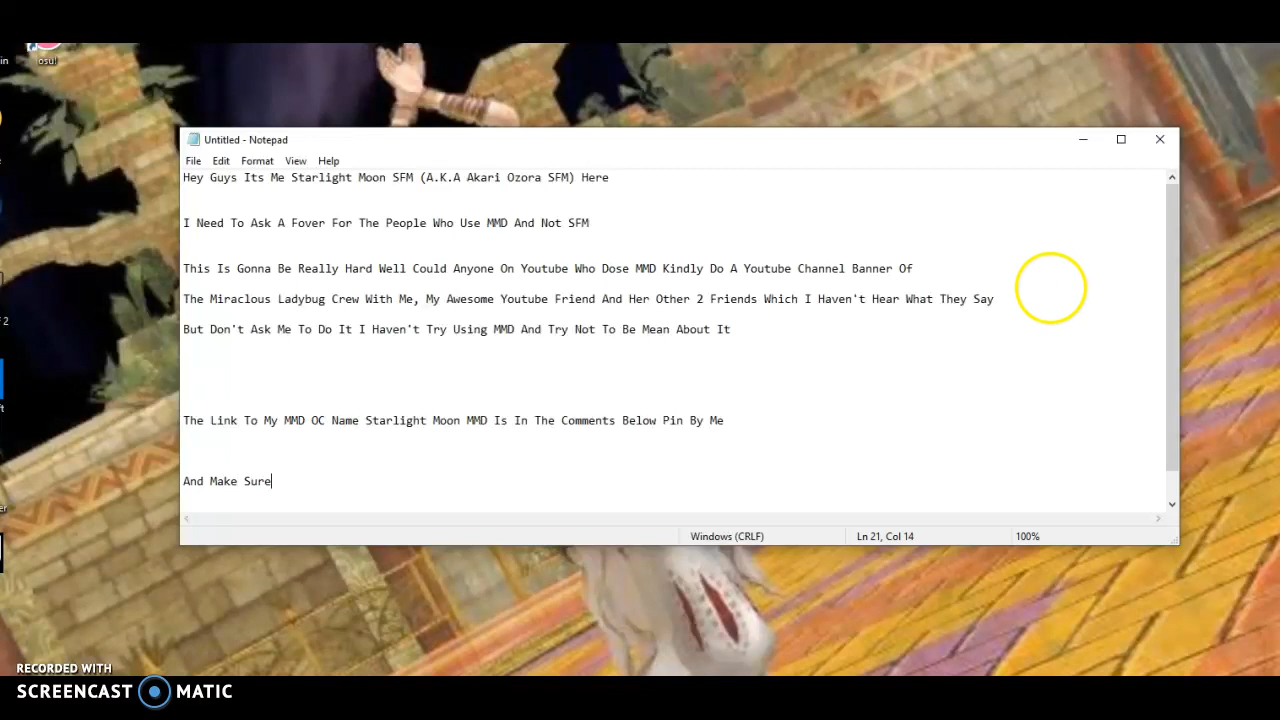 osu!
Untitled - Notepad
File Edit Format View Help
Hey Guys Its Me Starlight Moon SFM (A.K.A Akari Ozora SFM) Here
I Need To Ask A Fover For The People Who Use MMD And Not SFM
This Is Gonna Be Really Hard Well Could Anyone On Youtube Who Dose MMD Kindly Do A Youtube Channel Banner Of
The Miraclous Ladybug Crew With Me, My Awesome Youtube Friend And Her Other 2 Friends Which I Haven't Hear What They Say
But Don't Ask Me To Do It I Haven't Try Using MMD And Try Not To Be Mean About It
The Link To My MMD OC Name Starlight Moon MMD Is In The Comments Below Pin By Me
And Make Sure
Windows (CRLF) Ln 21, Col 14 100%
RECORDED WITH
SCREENCAST MATIC